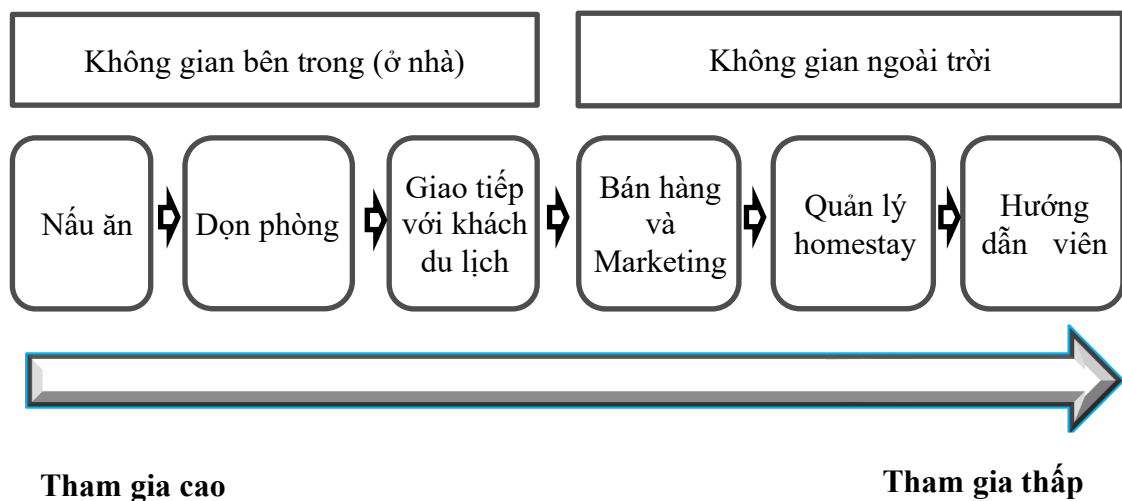 Không gian bên trong (ở nhà)
Không gian ngoài trời
Nấu ăn
Dọn phòng
Giao tiếp
với khách
du lịch
Bán hàng
và
Marketing
Quản lý
homestay
Hướng
dẫn viên
Tham gia cao
Tham gia thấp